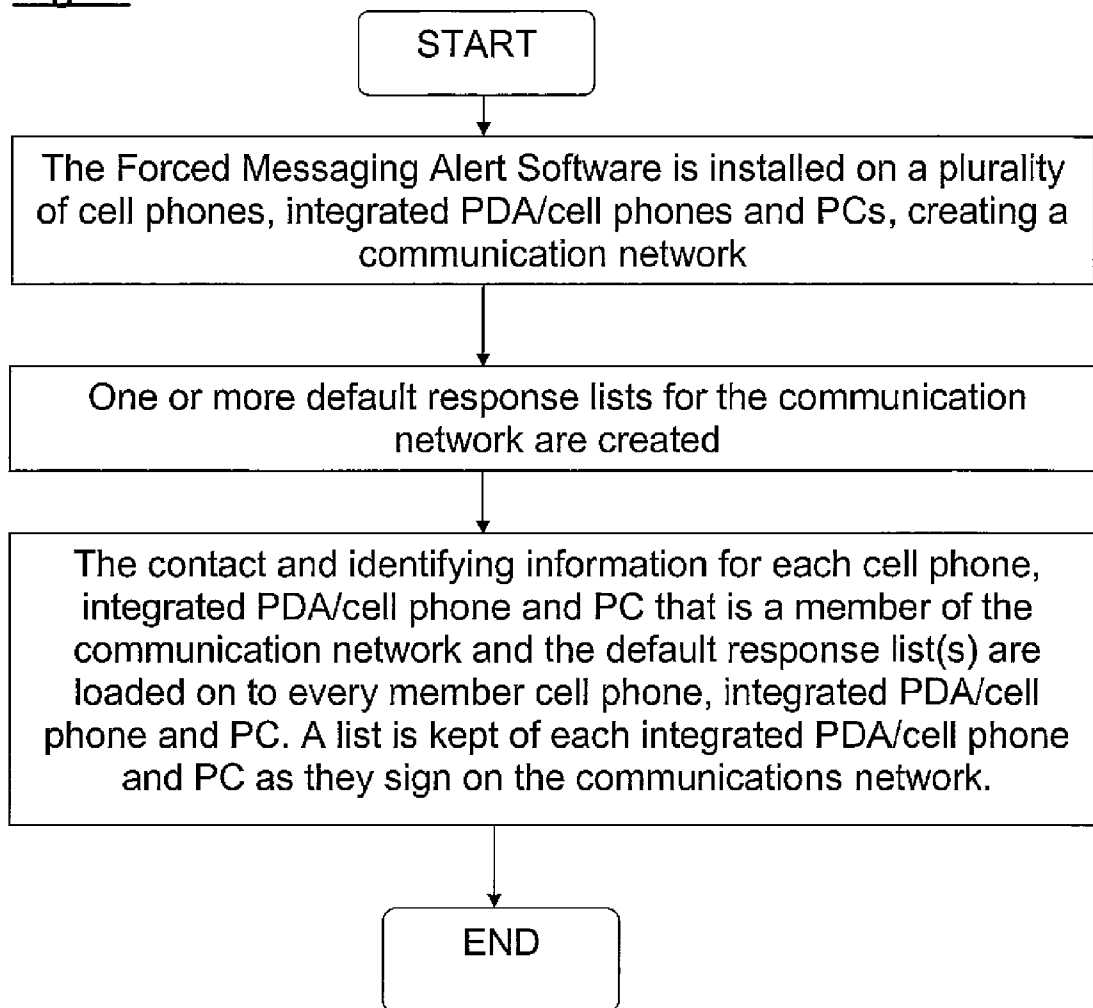 START
The Forced Messaging Alert Software is installed on a plurality
of cell phones, integrated PDA/cell phones and PCs, creating a
communication network
One or more default response lists for the communication
network are created
The contact and identifying information for each cell phone,
integrated PDA/cell phone and PC that is a member of the
communication network and the default response list(s) are
loaded on to every member cell phone, integrated PDA/cell
phone and PC. A list is kept of each integrated PDA/cell phone
and PC as they sign on the communications network.
END